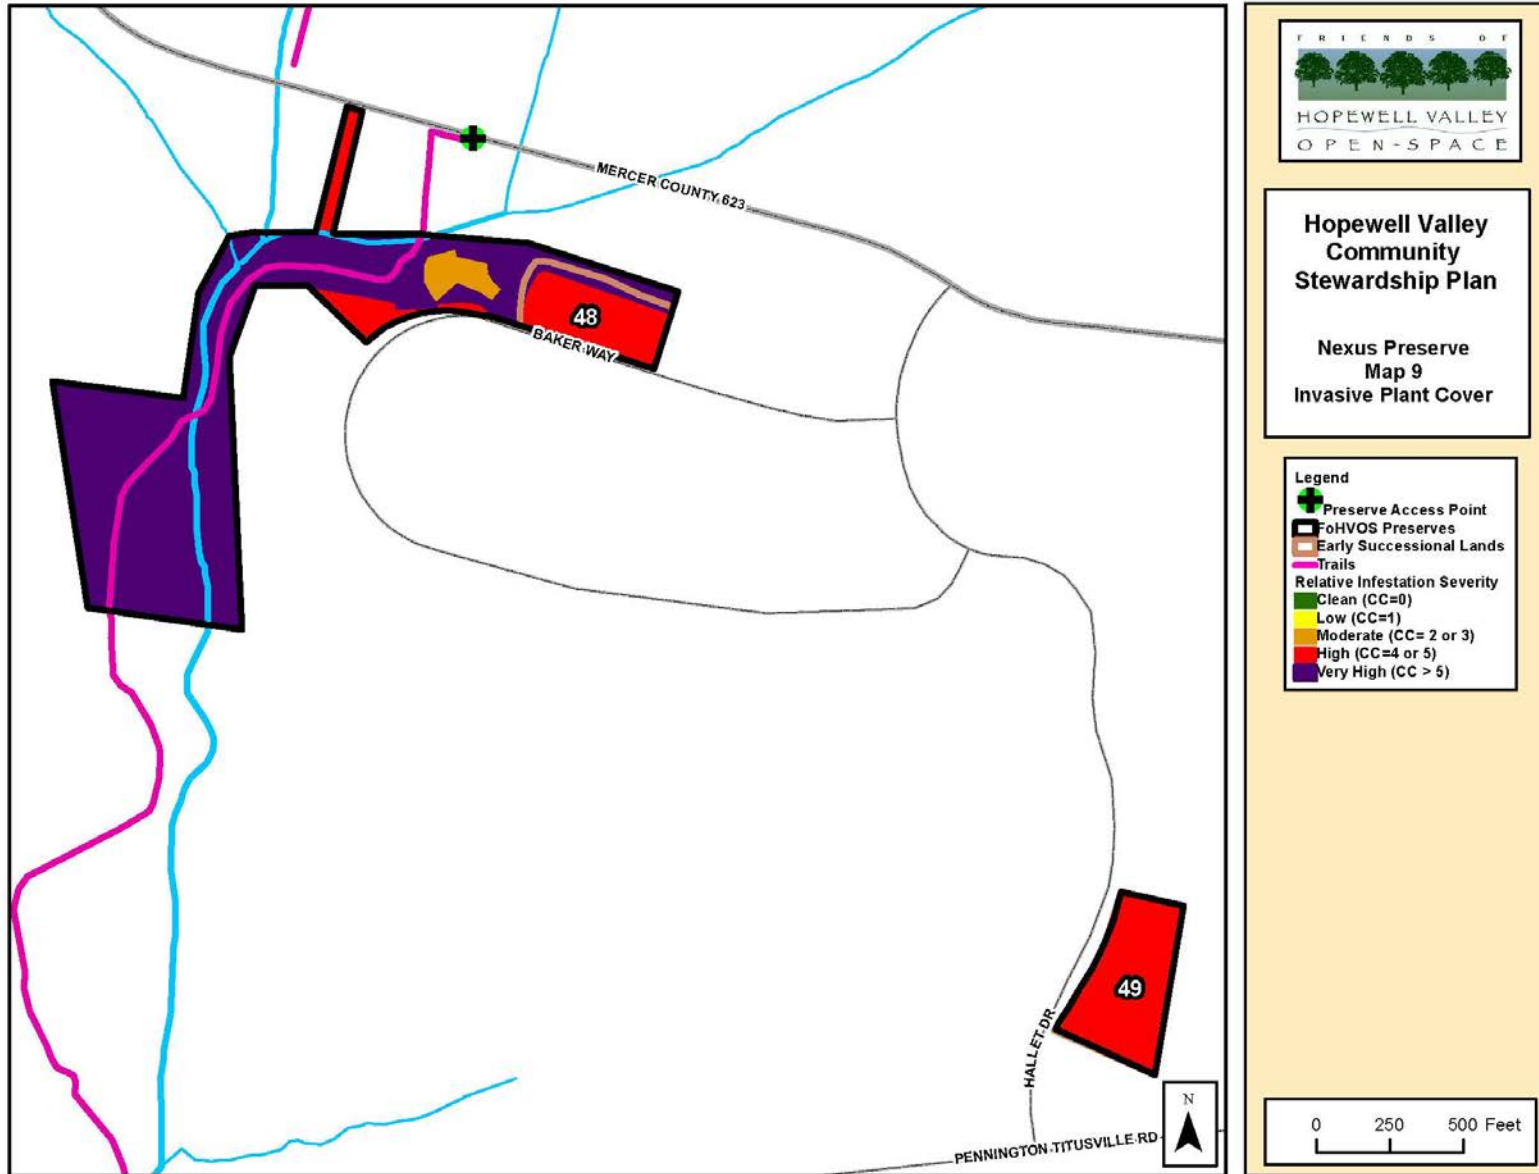 MERCER COUNTY 623
48
BAKER WAY
49
HALLET DR
PENNINGTON TITUSVILLE RD
N
FRIENDS OF
HOPEWELL VALLEY
OPEN-SPACE
Hopewell Valley
Community
Stewardship Plan
Nexus Preserve
Map 9
Invasive Plant Cover
Legend
Preserve Access Point
FoHVOS Preserves
Early Successional Lands
Trails
Relative Infestation Severity
Clean (CC=0)
Low (CC=1)
Moderate (CC= 2 or 3)
High (CC=4 or 5)
Very High (CC > 5)
0 250 500 Feet